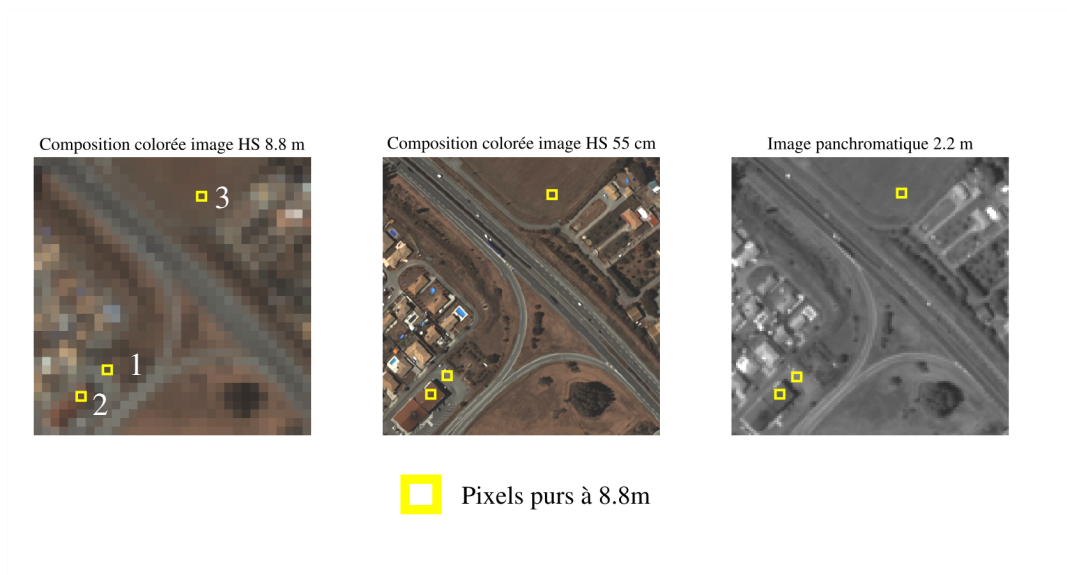 Composition colorée image HS 8.8 m
Composition colorée image HS 55 cm
Image panchromatique 2.2 m
3
1
2
Pixels purs à 8.8m